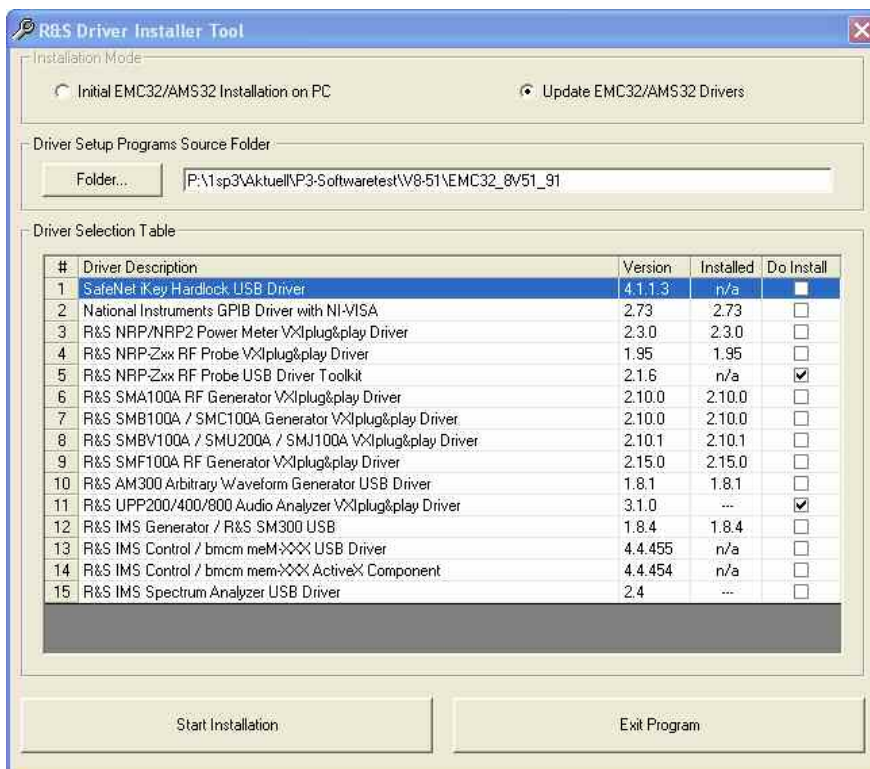 R&S Driver Installer Tool
Installation Mode
Initial EMC32/AMS32 Installation on PC
Update EMC32/AMS32 Drivers
Driver Setup Programs Source Folder
Folder...
P:\1sp3\Aktuell\P3-Softwaretest\V8-51\EMC32_8V51_91
Driver Selection Table
# Driver Description Version Installed Do Install
1 SafeNet iKey Hardlock USB Driver 4.1.1.3 n/a
2 National Instruments GPIB Driver with NI-VISA 2.73 2.73
3 R&S NRP/NRP2 Power Meter VXIplug&play Driver 2.3.0 2.3.0
4 R&S NRP-Zxx RF Probe VXIplug&play Driver 1.95 1.95
5 R&S NRP-Zxx RF Probe USB Driver Toolkit 2.1.6 n/a
6 R&S SMA100A RF Generator VXIplug&play Driver 2.10.0 2.10.0
7 R&S SMB100A / SMC100A Generator VXIplug&play Driver 2.10.0 2.10.0
8 R&S SMBV100A / SMU200A / SMJ100A VXIplug&play Driver 2.10.1 2.10.1
9 R&S SMF100A RF Generator VXIplug&play Driver 2.15.0 2.15.0
10 R&S AM300 Arbitrary Waveform Generator USB Driver 1.8.1 1.8.1
11 R&S UPP200/400/800 Audio Analyzer VXIplug&play Driver 3.1.0 ---
12 R&S IMS Generator / R&S SM300 USB 1.8.4 1.8.4
13 R&S IMS Control / bmcm meM-XXX USB Driver 4.4.455 n/a
14 R&S IMS Control / bmcm mem-XXX ActiveX Component 4.4.454 n/a
15 R&S IMS Spectrum Analyzer USB Driver 2.4 ---
Start Installation
Exit Program